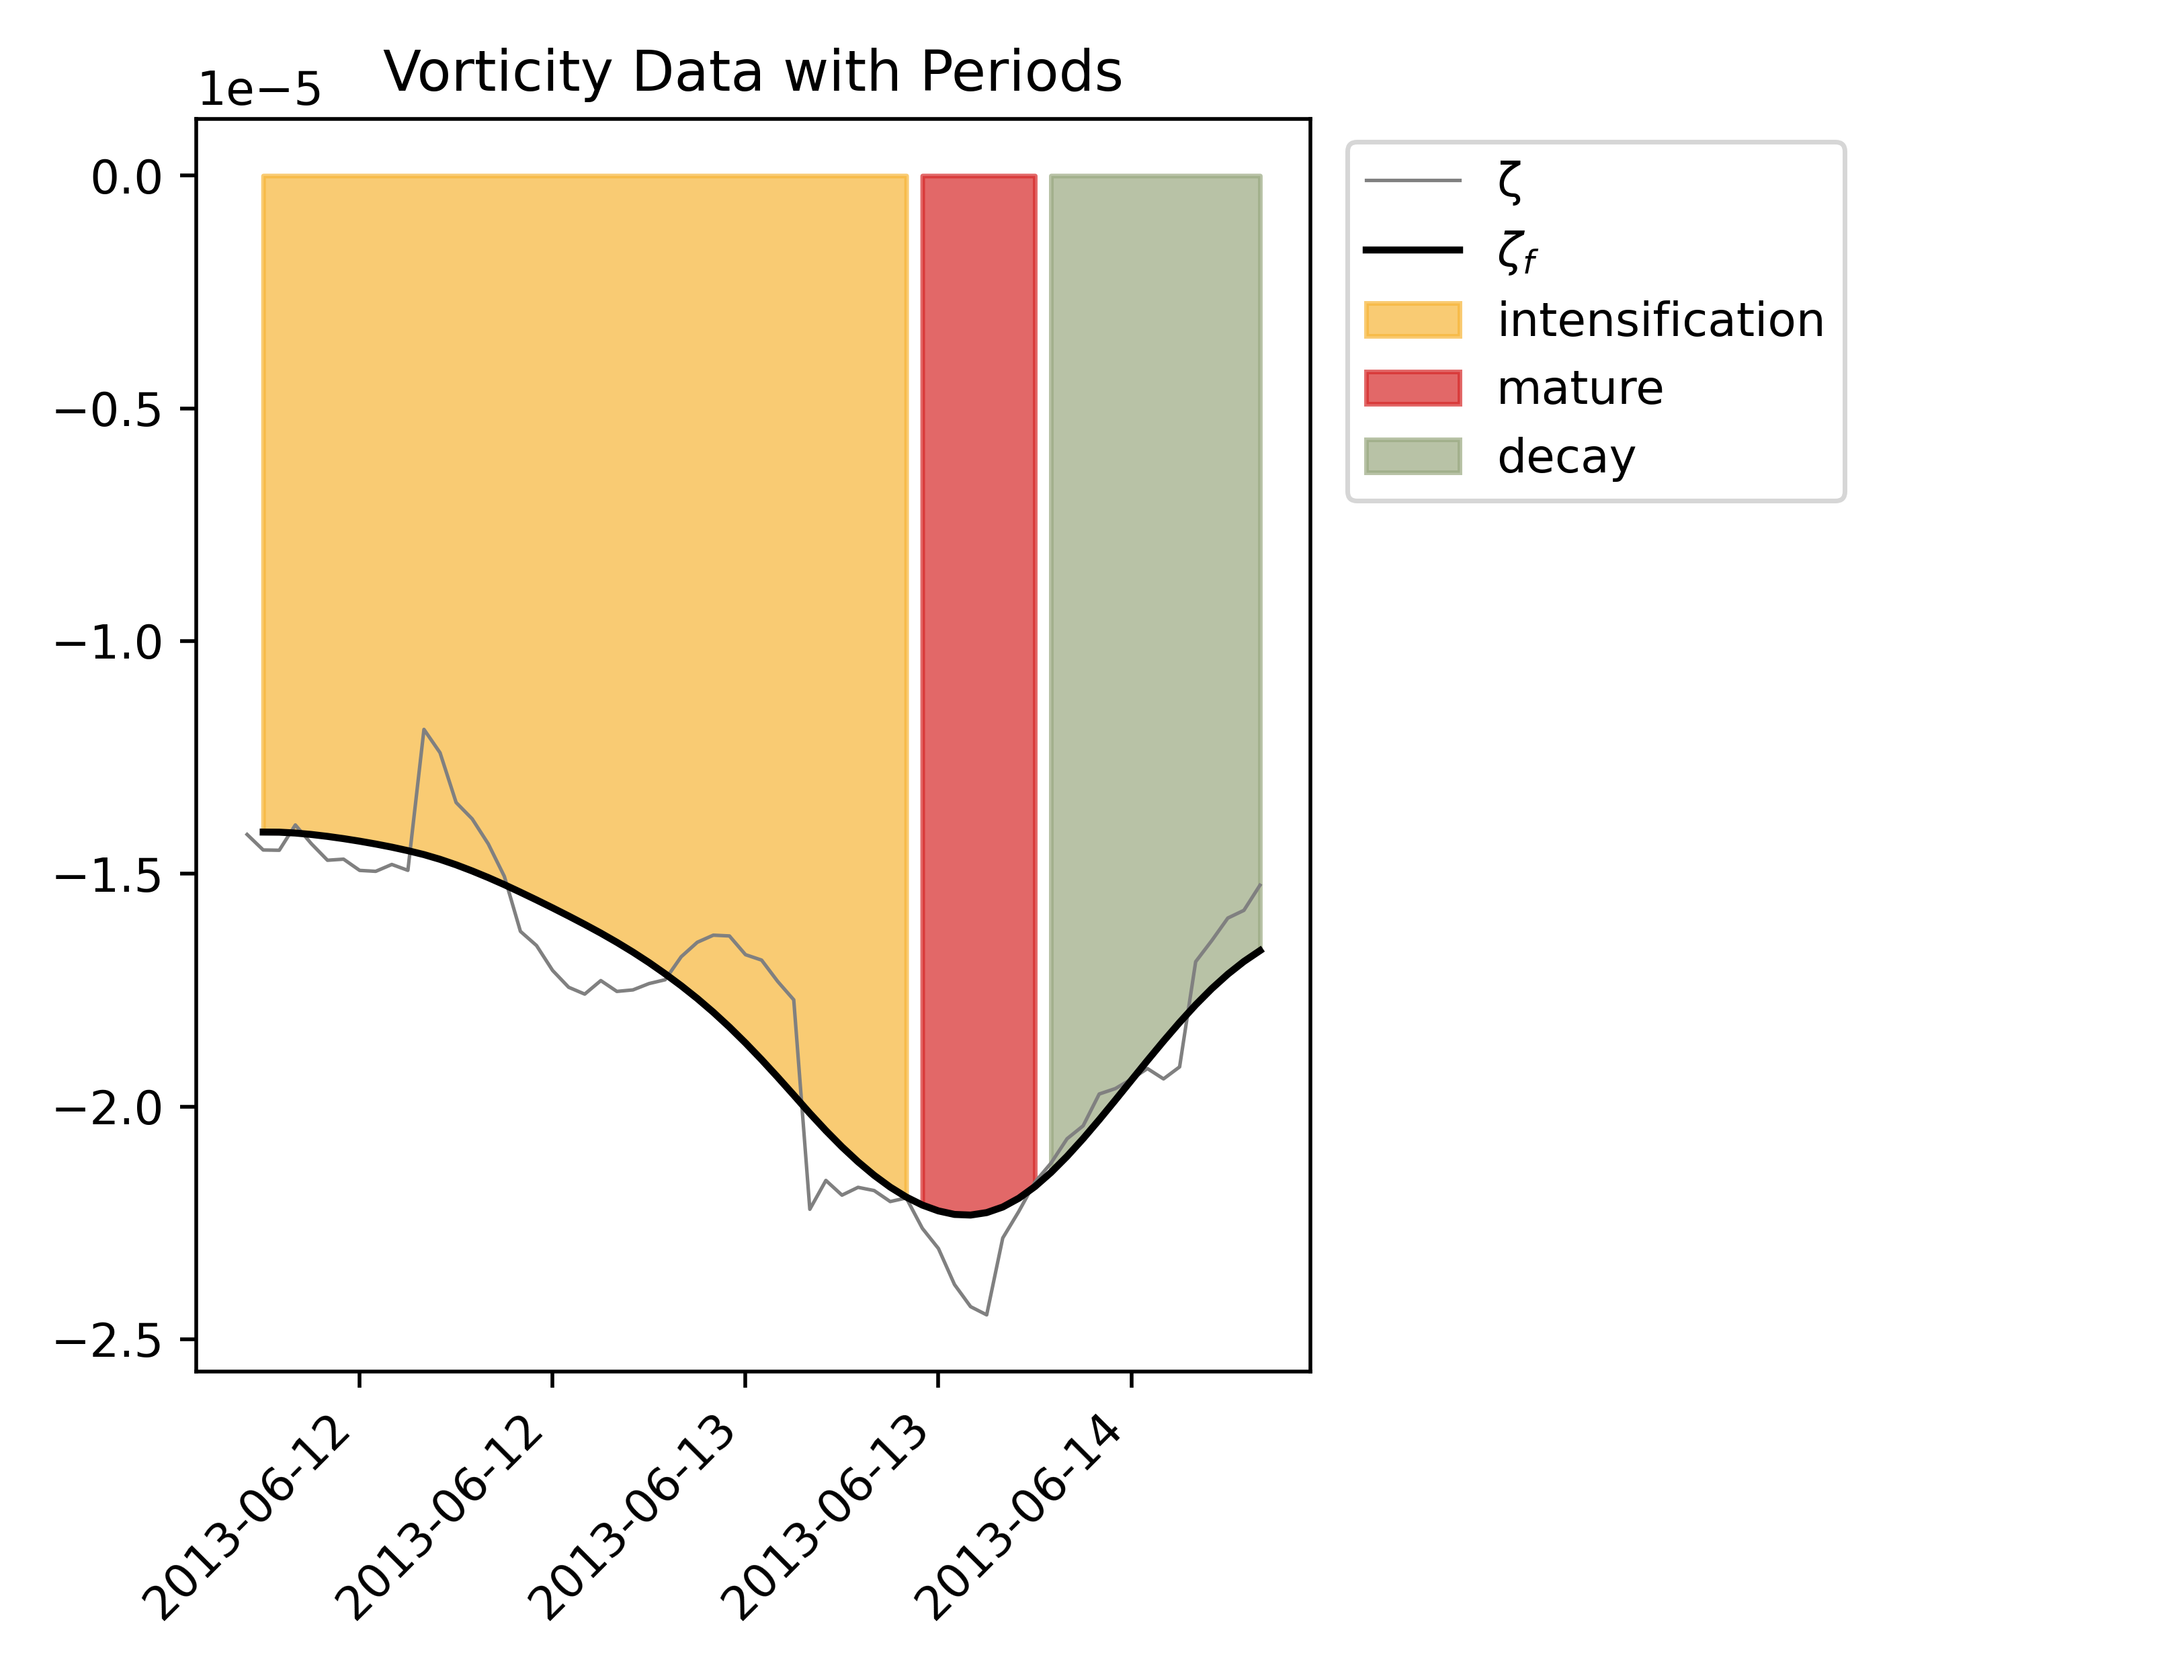 Vorticity Data with Periods
1e−5
0.0
−0.5
−1.0
−1.5
−2.0
−2.5
2013-06-12
2013-06-12
2013-06-13
2013-06-13
2013-06-14
ζ
ζf
intensification
mature
decay